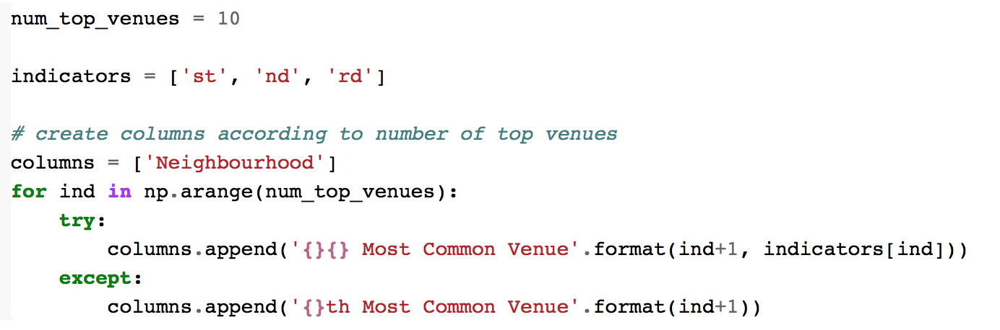 num_top_venues = 10
indicators = ['st', 'nd', 'rd']
# create columns according to number of top venues
columns = ['Neighbourhood']
for ind in np.arange(num_top_venues):
    try:
        columns.append('{}{} Most Common Venue'.format(ind+1, indicators[ind]))
    except:
        columns.append('{}th Most Common Venue'.format(ind+1))